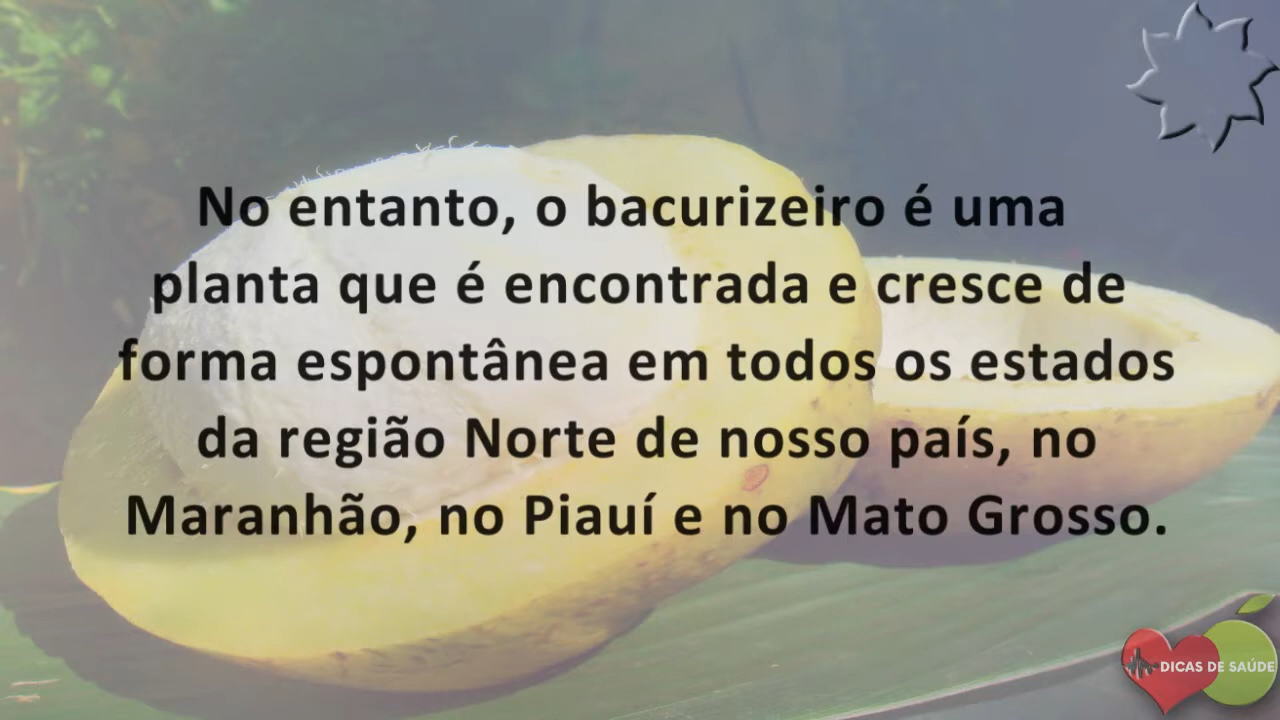 No entanto, o bacurizeiro é uma
planta que é encontrada e cresce de
forma espontânea em todos os estados
da região Norte de nosso país, no
Maranhão, no Piauí e no Mato Grosso.
DICAS DE SAÚDE